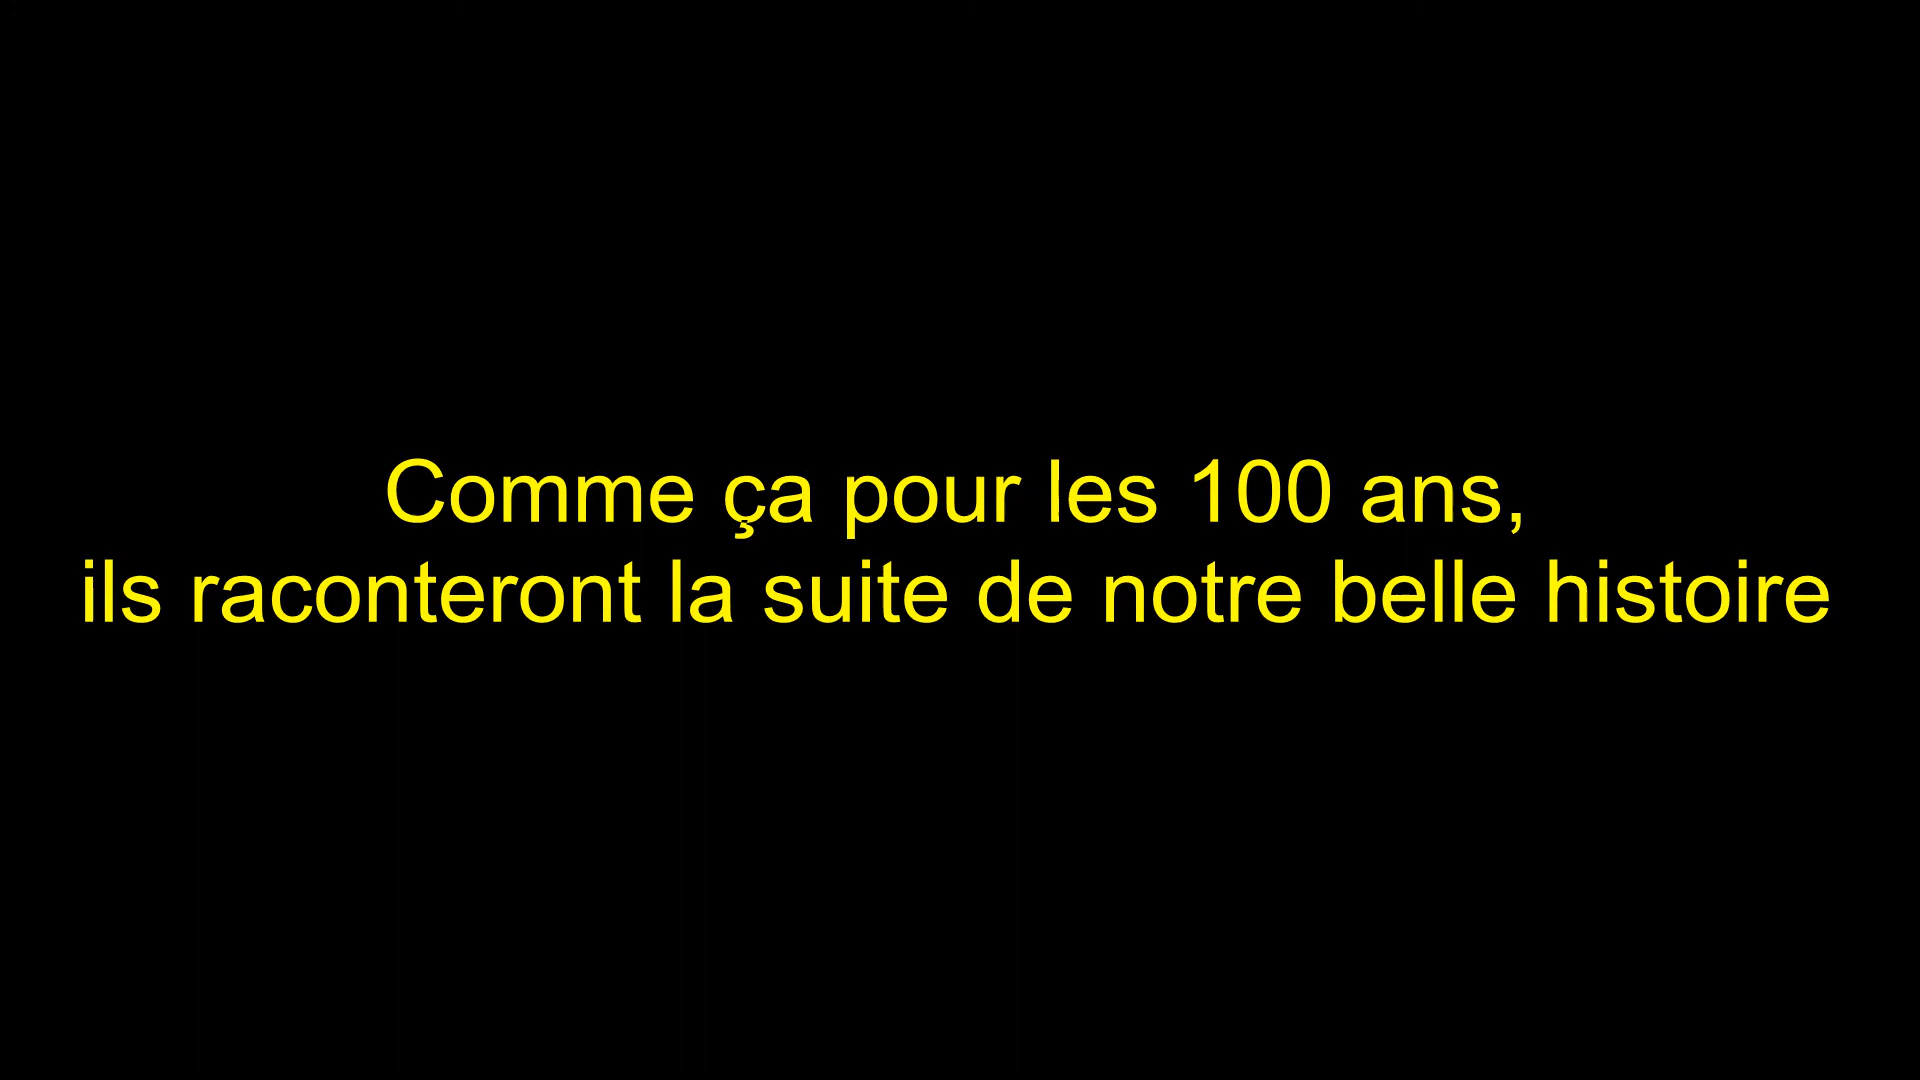 Comme ça pour les 100 ans,
ils raconteront la suite de notre belle histoire